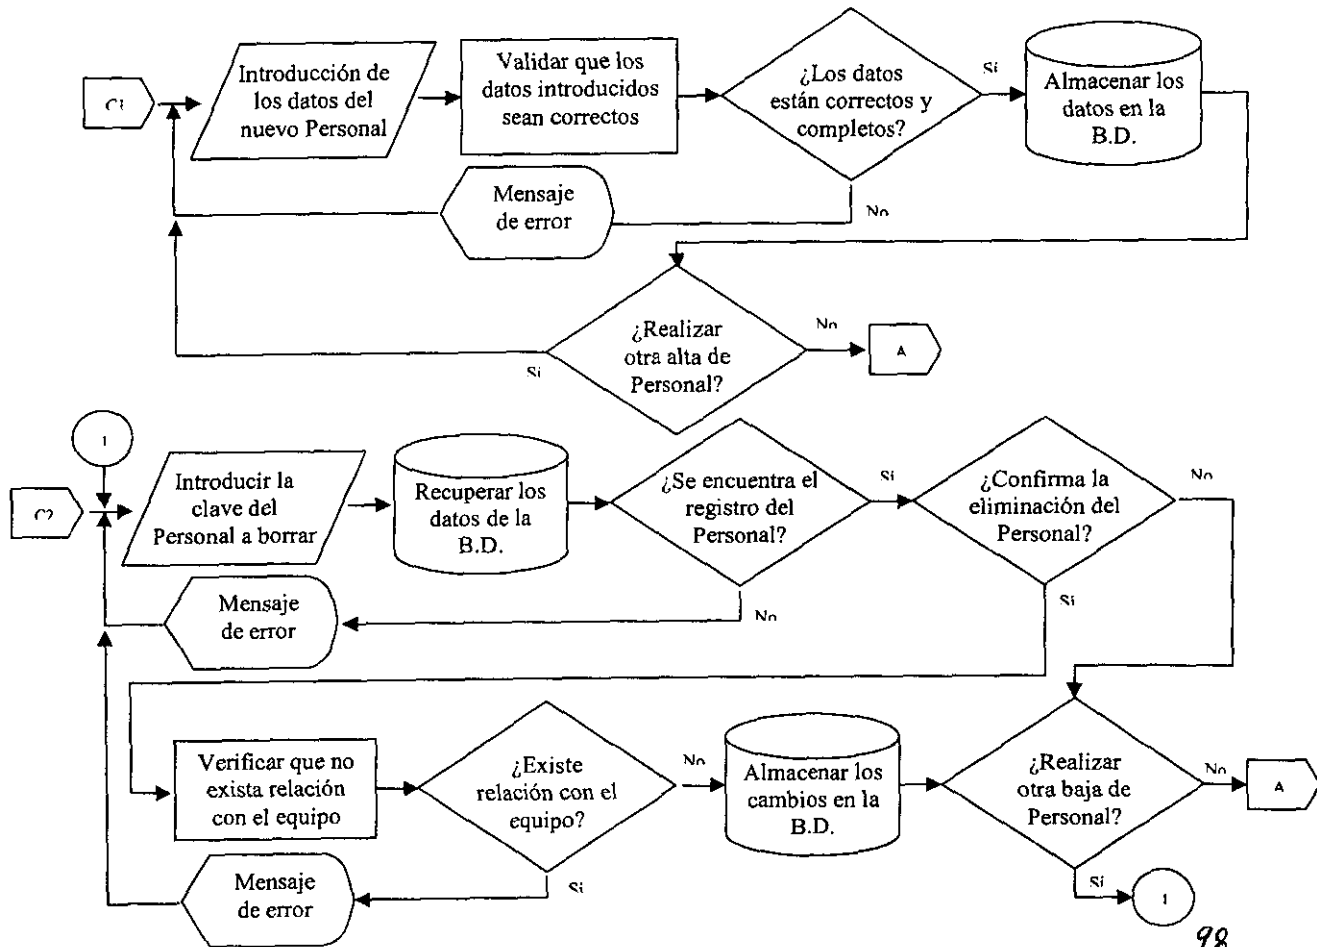 C1
Introducción de
los datos del
nuevo Personal
Validar que los
datos introducidos
sean correctos
¿Los datos
están correctos y
completos?
Sí
Almacenar los
datos en la
B.D.
No
Mensaje
de error
¿Realizar
otra alta de
Personal?
Sí
No
A
1
C2
Introducir la
clave del
Personal a borrar
Recuperar los
datos de la
B.D.
¿Se encuentra el
registro del
Personal?
Sí
¿Confirma la
eliminación del
Personal?
No
Mensaje
de error
No
Sí
Verificar que no
exista relación
con el equipo
¿Existe
relación con el
equipo?
No
Almacenar los
cambios en la
B.D.
¿Realizar
otra baja de
Personal?
No
A
Mensaje
de error
Si
Sí
1
98